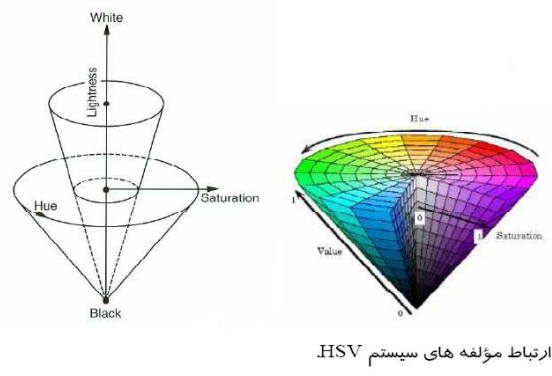 White
Lightness
Hue
Saturation
Black
Hue
1
Value
0
0
1
Saturation
ارتباط مؤلفه های سیستم HSV.